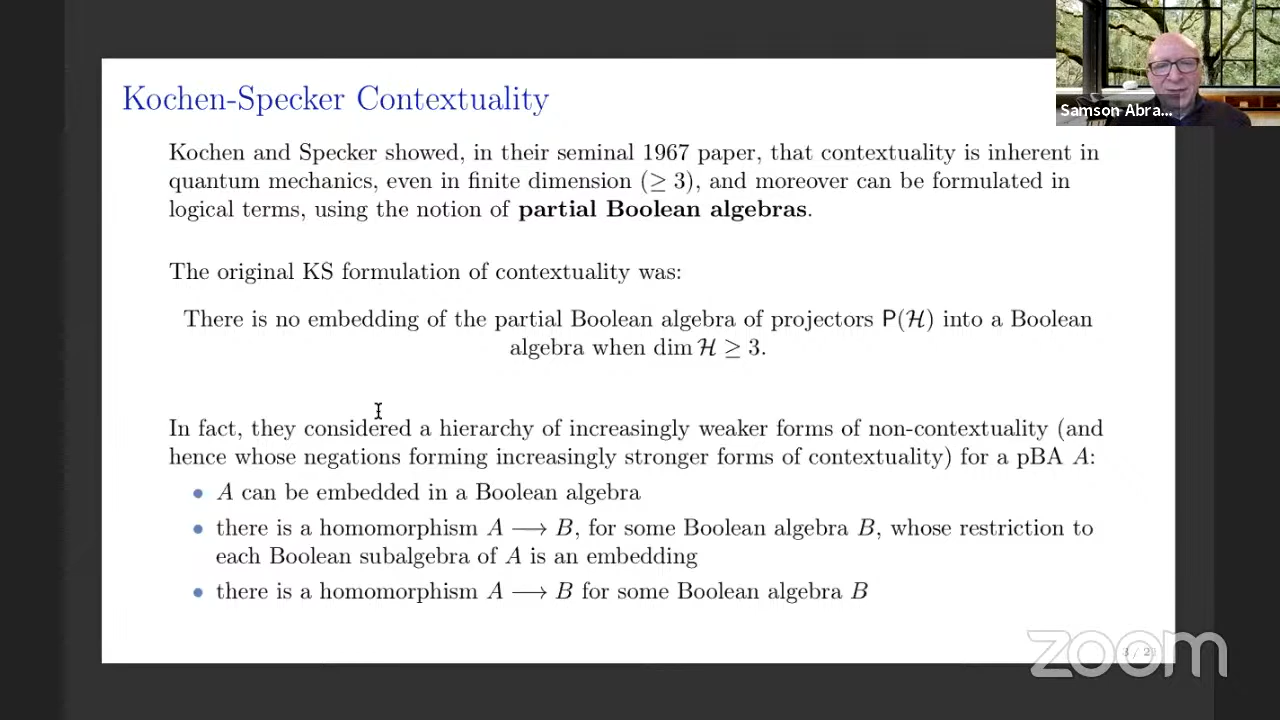 Samson Abra...
Kochen-Specker Contextuality
Kochen and Specker showed, in their seminal 1967 paper, that contextuality is inherent in
quantum mechanics, even in finite dimension (≥ 3), and moreover can be formulated in
logical terms, using the notion of partial Boolean algebras.
The original KS formulation of contextuality was:
There is no embedding of the partial Boolean algebra of projectors P(ℋ) into a Boolean
algebra when dim ℋ ≥ 3.
In fact, they considered a hierarchy of increasingly weaker forms of non-contextuality (and
hence whose negations forming increasingly stronger forms of contextuality) for a pBA A:
• A can be embedded in a Boolean algebra
• there is a homomorphism A ⟶ B, for some Boolean algebra B, whose restriction to
each Boolean subalgebra of A is an embedding
• there is a homomorphism A ⟶ B for some Boolean algebra B
zoom